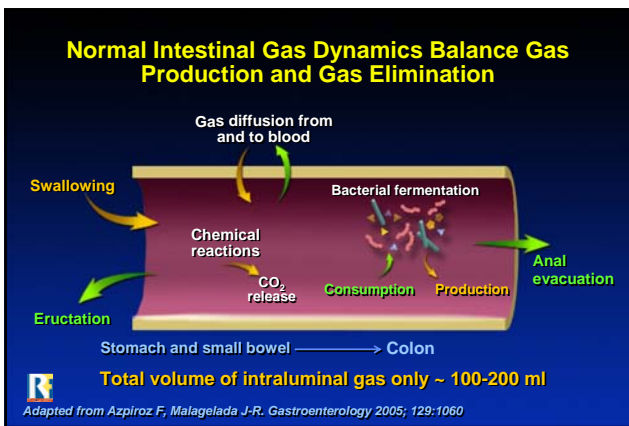 Normal Intestinal Gas Dynamics Balance Gas
Production and Gas Elimination
Gas diffusion from
and to blood
Swallowing
Bacterial fermentation
Chemical
reactions
CO₂
release
Consumption
Production
Anal
evacuation
Eructation
Stomach and small bowel
Colon
Total volume of intraluminal gas only ~ 100-200 ml
RF
Adapted from Azpiroz F, Malagelada J-R. Gastroenterology 2005; 129:1060